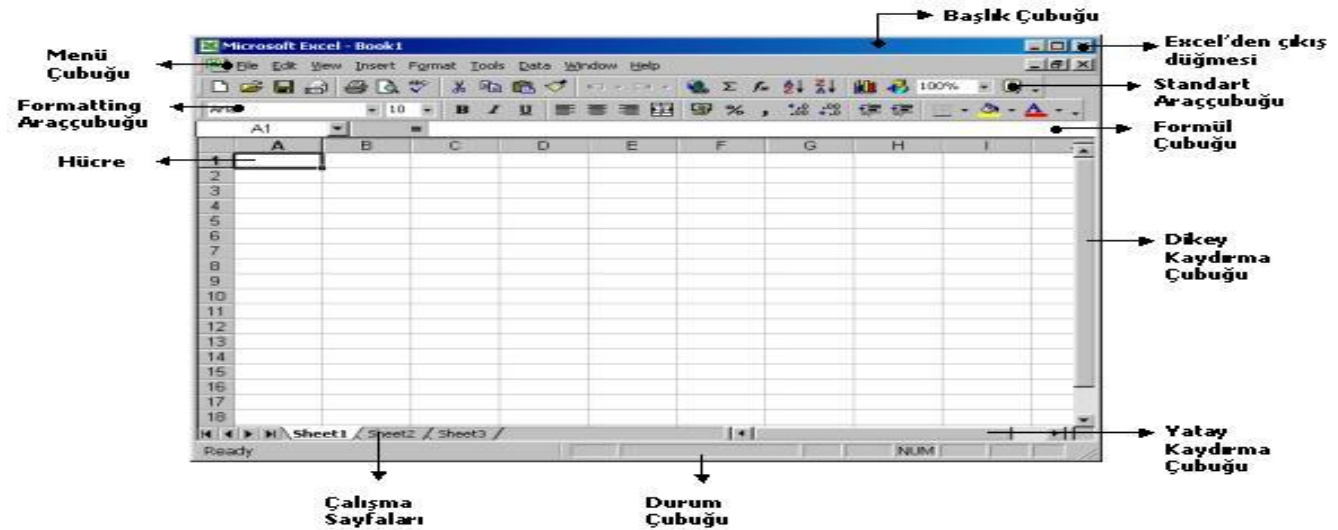 Başlık Çubuğu
Menü
Çubuğu
Microsoft Excel - Book1
Excel'den çıkış
düğmesi
File Edit View Insert Format Tools Data Window Help
Standart
Araççubuğu
100%
Formatting
Araççubuğu
10 B I U
Formül
Çubuğu
A1 =
A B C D E F G H I
Hücre
1
2
3
4
5
6
7
8
9
10
11
12
13
14
15
16
17
18
Dikey
Kaydırma
Çubuğu
Sheet1 Sheet2 Sheet3
Ready NUM
Yatay
Kaydırma
Çubuğu
Çalışma
Sayfaları
Durum
Çubuğu